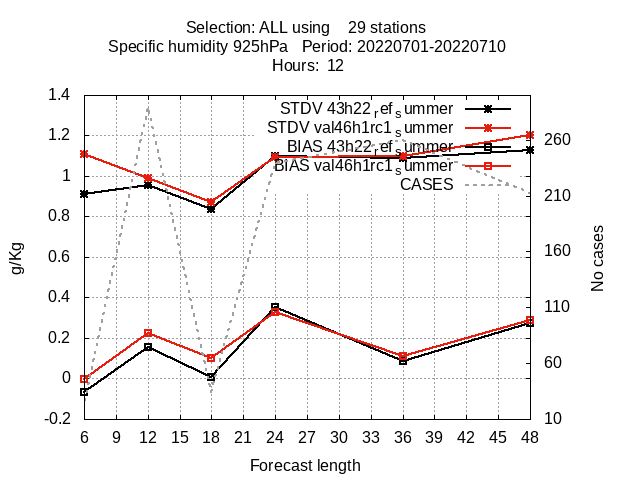 Selection: ALL using    29 stations
Specific humidity 925hPa   Period: 20220701-20220710
Hours:  12
STDV 43h22_ref_summer
STDV val46h1rc1_summer
BIAS 43h22_ref_summer
BIAS val46h1rc1_summer
CASES
1.4
1.2
1
0.8
0.6
0.4
0.2
0
-0.2
g/Kg
260
210
160
110
60
10
No cases
6 9 12 15 18 21 24 27 30 33 36 39 42 45 48
Forecast length